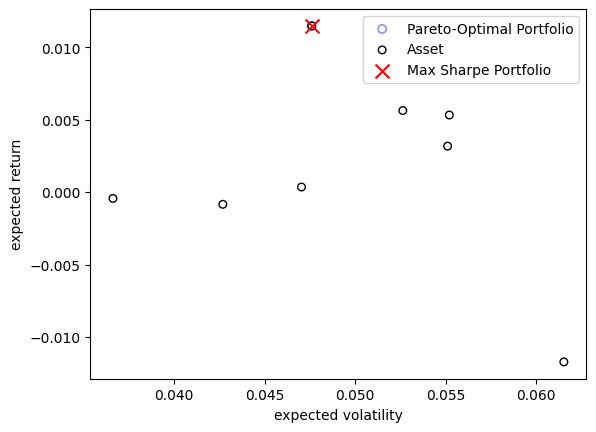 Pareto-Optimal Portfolio
Asset
Max Sharpe Portfolio
0.010
0.005
0.000
−0.005
−0.010
expected return
0.040 0.045 0.050 0.055 0.060
expected volatility